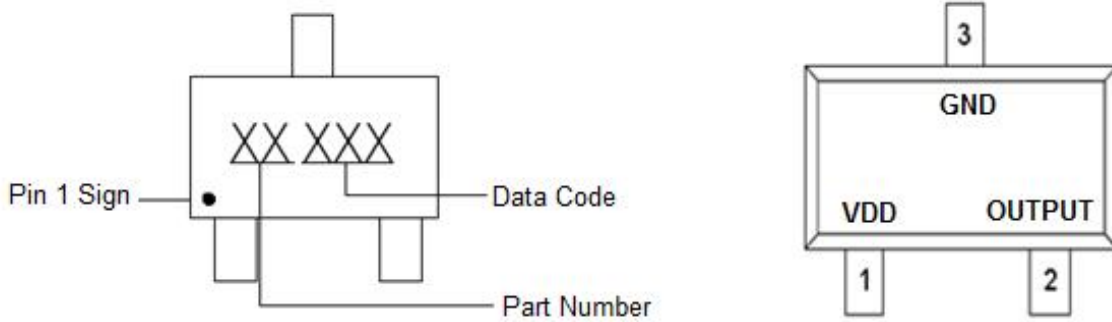 XX XXX
Pin 1 Sign
Data Code
Part Number
3
GND
VDD OUTPUT
1 2